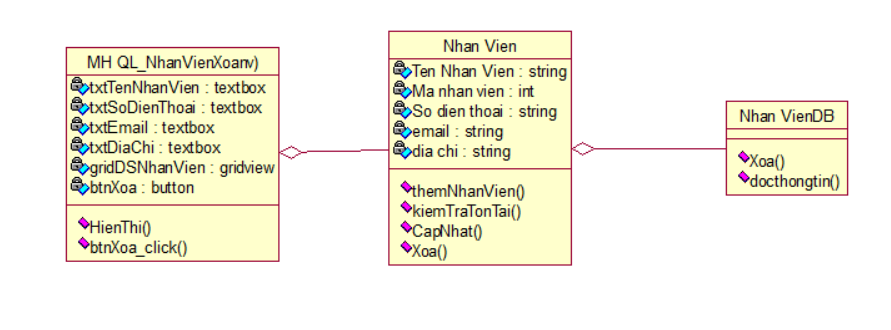 MH QL_NhanVienXoanv)
txtTenNhanVien : textbox
txtSoDienThoai : textbox
txtEmail : textbox
txtDiaChi : textbox
gridDSNhanVien : gridview
btnXoa : button
HienThi()
btnXoa_click()
Nhan Vien
Ten Nhan Vien : string
Ma nhan vien : int
So dien thoai : string
email : string
dia chi : string
themNhanVien()
kiemTraTonTai()
CapNhat()
Xoa()
Nhan VienDB
Xoa()
docthongtin()